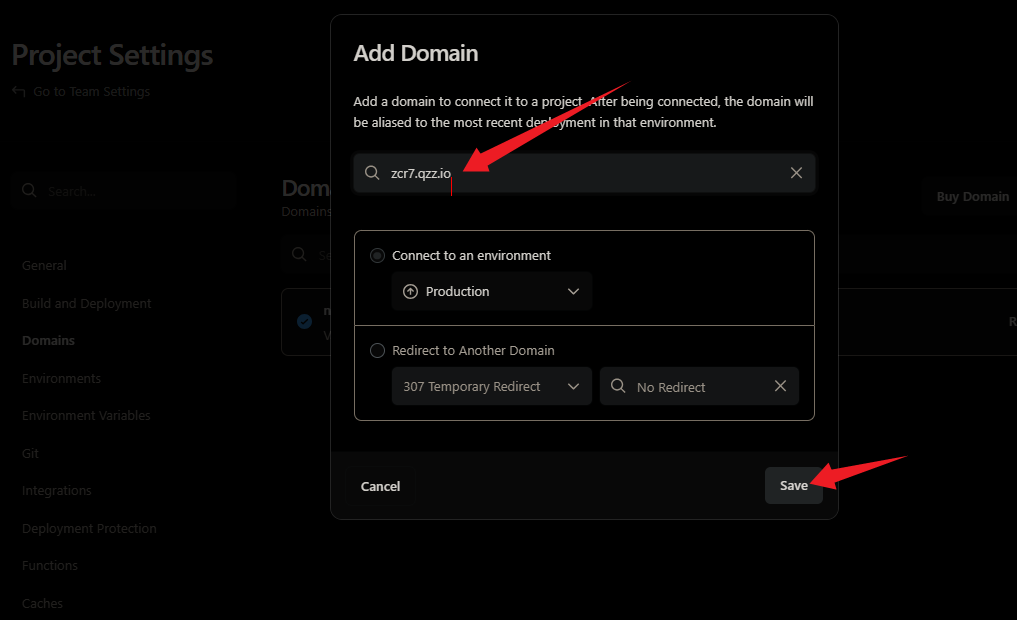 Project Settings
Go to Team Settings
Search...
General
Build and Deployment
Domains
Environments
Environment Variables
Git
Integrations
Deployment Protection
Functions
Caches
Buy Domain
Add Domain
Add a domain to connect it to a project. After being connected, the domain will
be aliased to the most recent deployment in that environment.
zcr7.qzz.io
Connect to an environment
Production
Redirect to Another Domain
307 Temporary Redirect
No Redirect
Cancel
Save